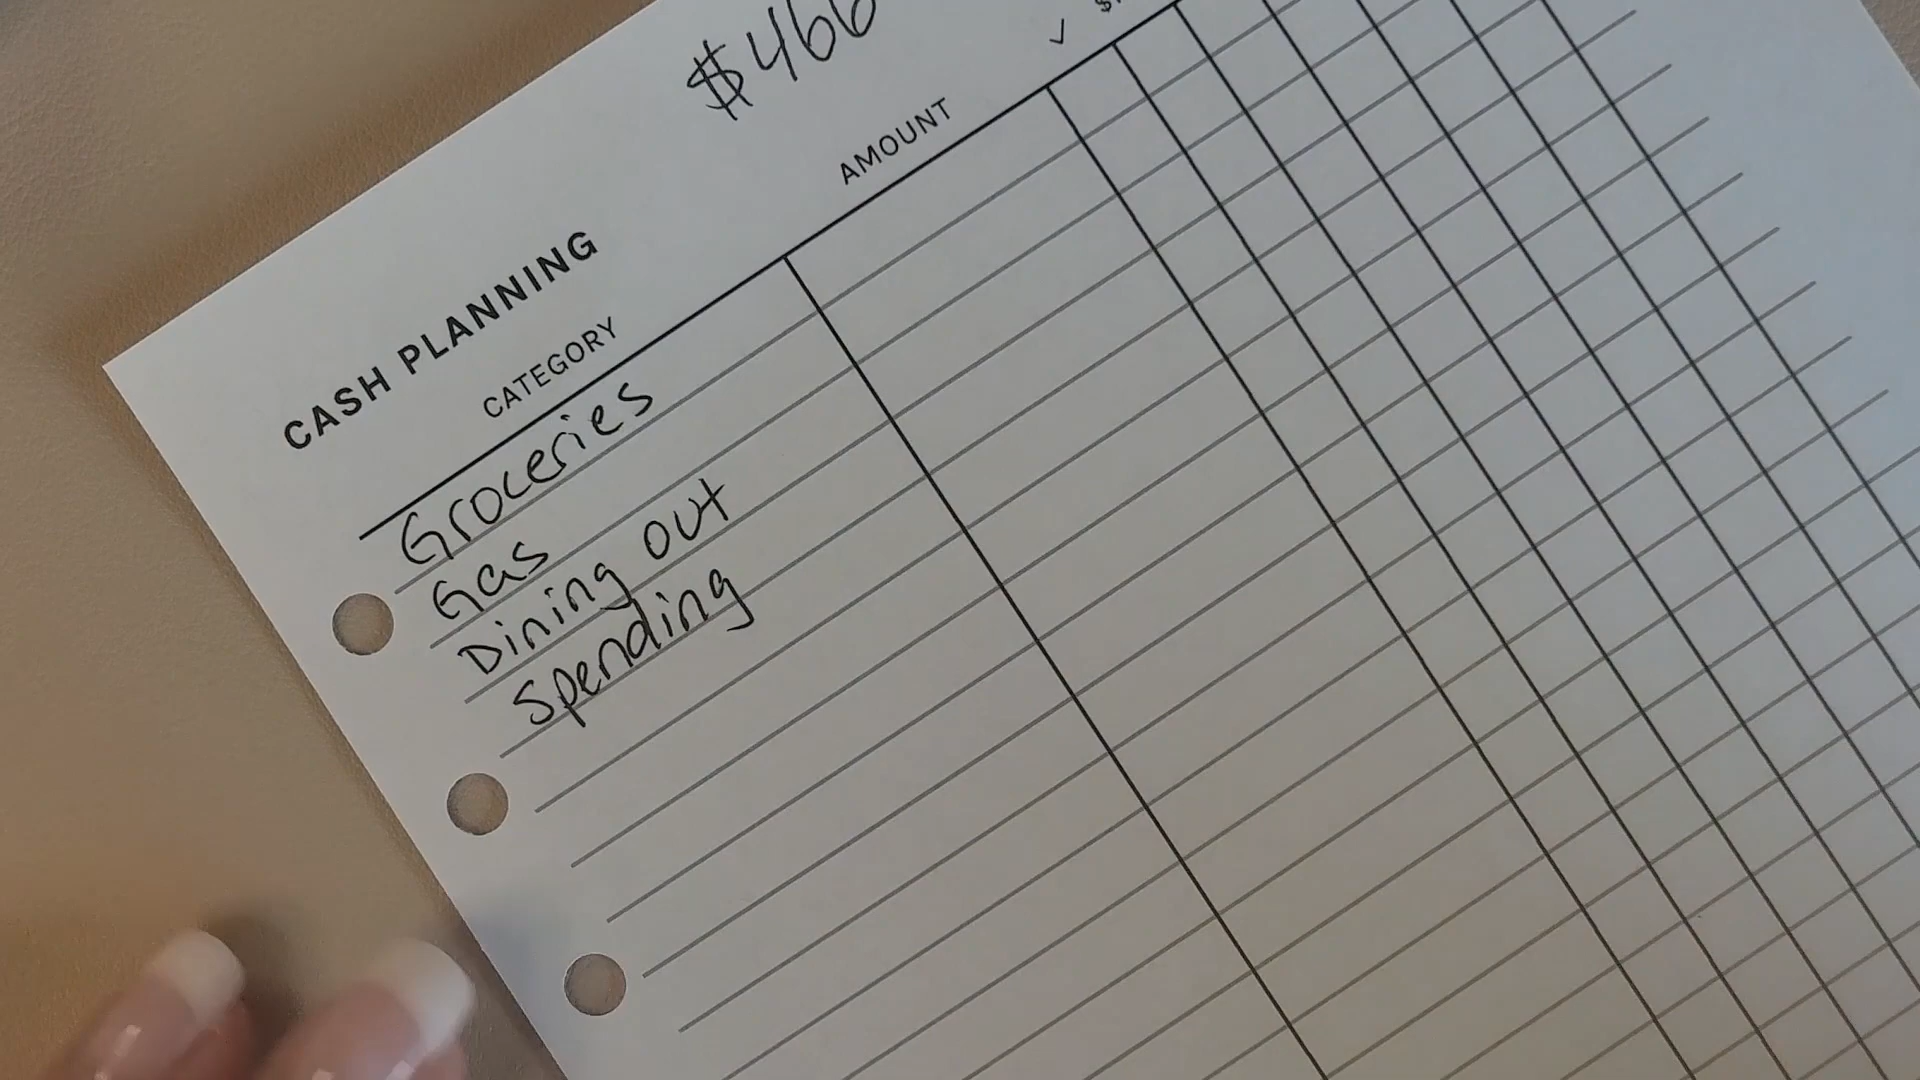 $466
CASH PLANNING
CATEGORY
AMOUNT
✓
Groceries
Gas
Dining out
Spending